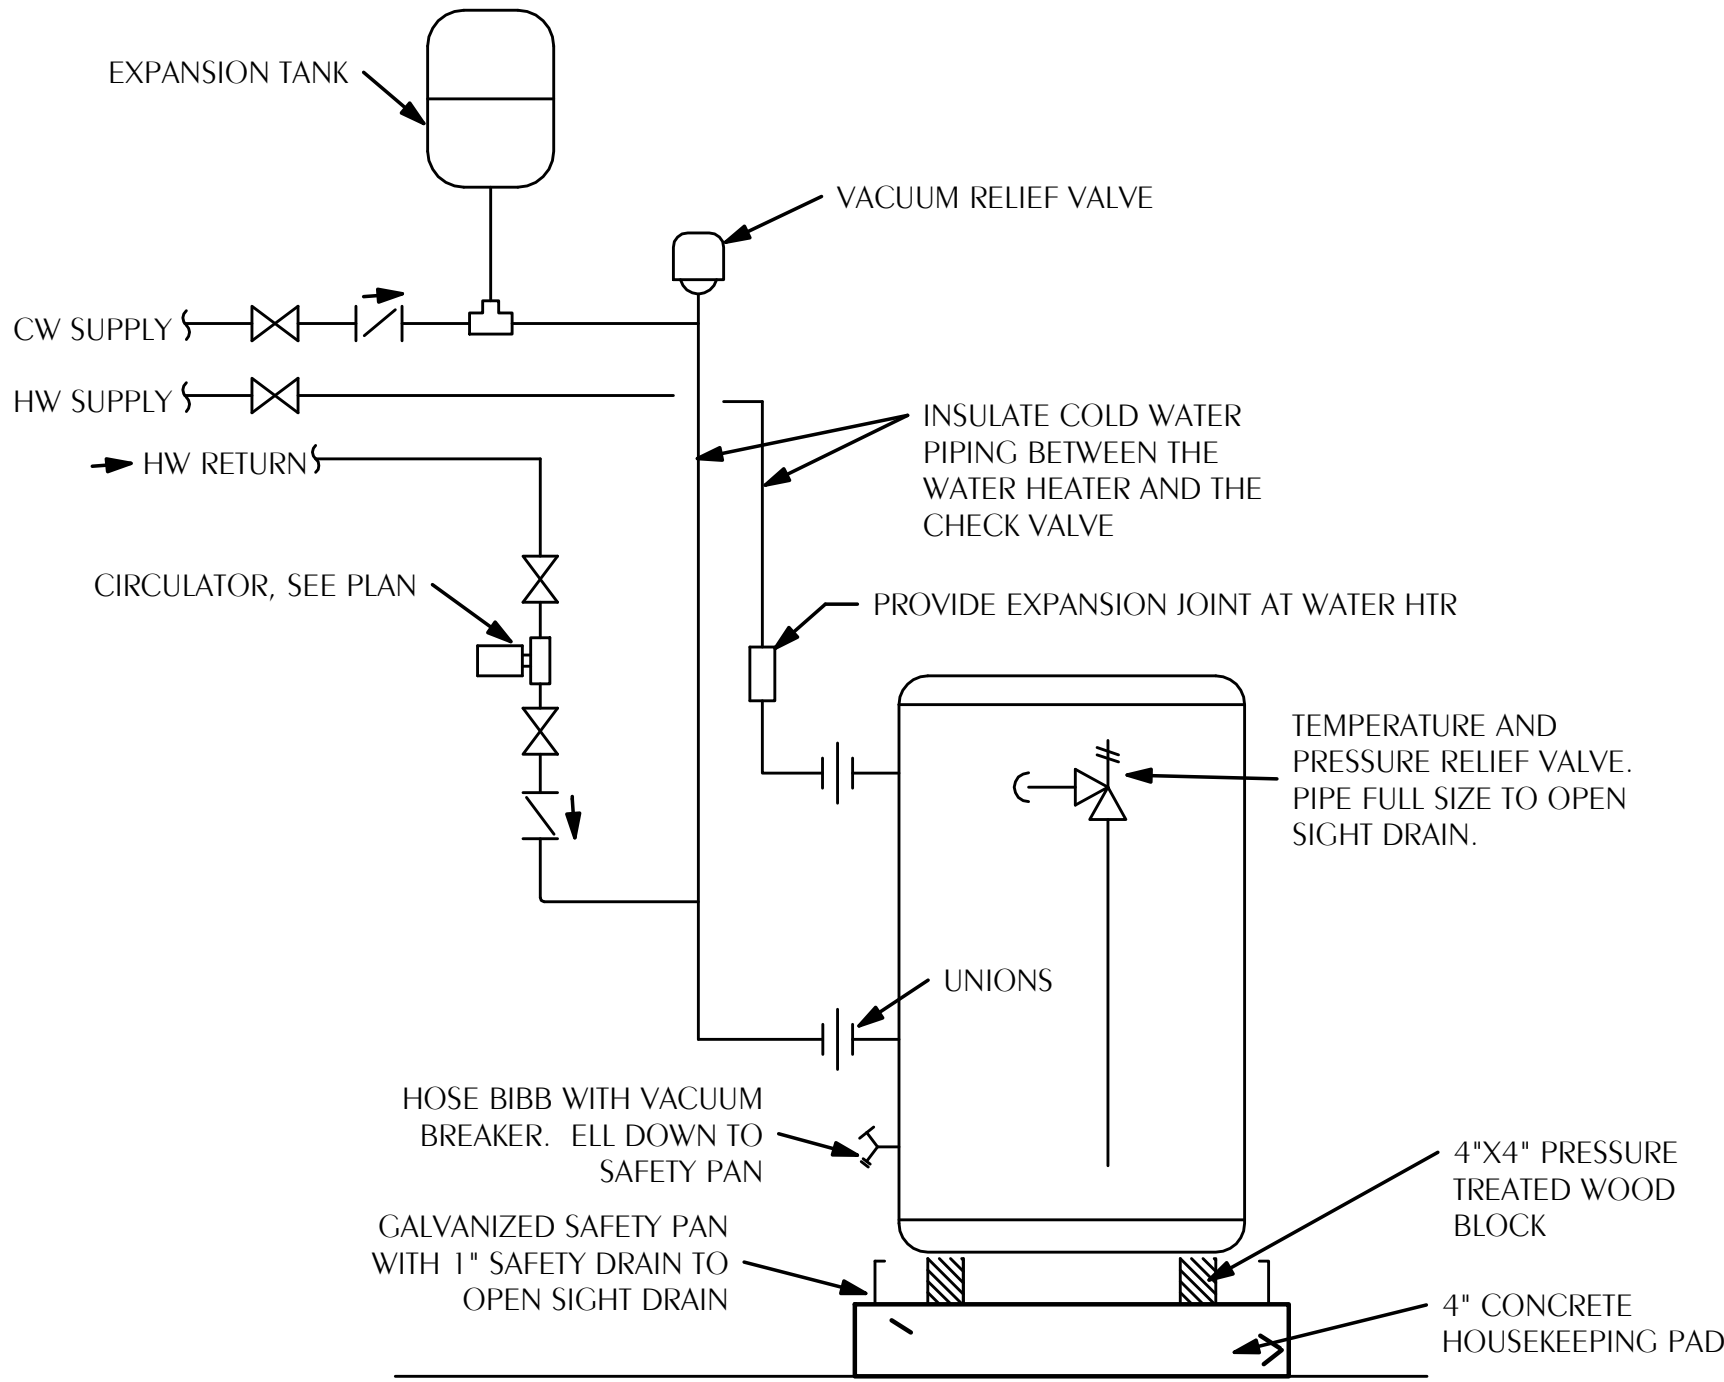 EXPANSION TANK
VACUUM RELIEF VALVE
CW SUPPLY
HW SUPPLY
HW RETURN
INSULATE COLD WATER
PIPING BETWEEN THE
WATER HEATER AND THE
CHECK VALVE
CIRCULATOR, SEE PLAN
PROVIDE EXPANSION JOINT AT WATER HTR
TEMPERATURE AND
PRESSURE RELIEF VALVE.
PIPE FULL SIZE TO OPEN
SIGHT DRAIN.
UNIONS
HOSE BIBB WITH VACUUM
BREAKER. ELL DOWN TO
SAFETY PAN
4"X4" PRESSURE
TREATED WOOD
BLOCK
GALVANIZED SAFETY PAN
WITH 1" SAFETY DRAIN TO
OPEN SIGHT DRAIN
4" CONCRETE
HOUSEKEEPING PAD